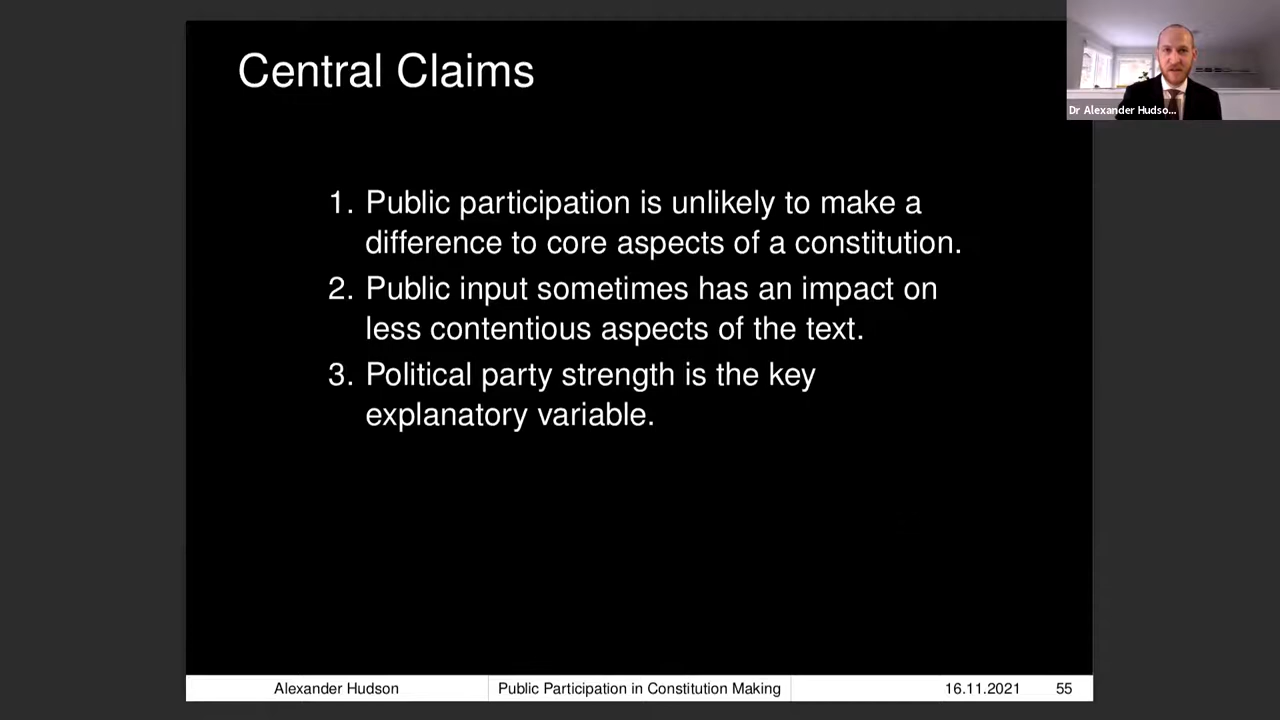 Central Claims
Dr Alexander Hudso...
1. Public participation is unlikely to make a
difference to core aspects of a constitution.
2. Public input sometimes has an impact on
less contentious aspects of the text.
3. Political party strength is the key
explanatory variable.
Alexander Hudson
Public Participation in Constitution Making
16.11.2021
55